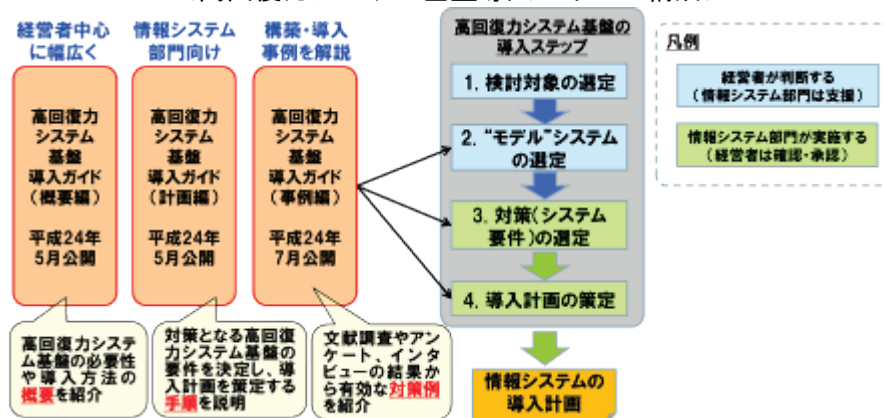 経営者中心
に幅広く
情報システム
部門向け
構築・導入
事例を解説
高回復力
システム
基盤
導入ガイド
(概要編)
平成24年
5月公開
高回復力
システム
基盤
導入ガイド
(計画編)
平成24年
5月公開
高回復力
システム
基盤
導入ガイド
(事例編)
平成24年
7月公開
高回復力システ
ム基盤の必要性
や導入方法の
概要を紹介
対策となる高回復
力システム基盤の
要件を決定し、導
入計画を策定する
手順を説明
文献調査やアン
ケート、インタ
ビューの結果か
ら有効な対策例
を紹介
高回復力システム基盤の
導入ステップ
1. 検討対象の選定
2. “モデル”システム
の選定
3. 対策(システム
要件)の選定
4. 導入計画の策定
情報システムの
導入計画
凡例
経営者が判断する
(情報システム部門は支援)
情報システム部門が実施する
(経営者は確認・承認)